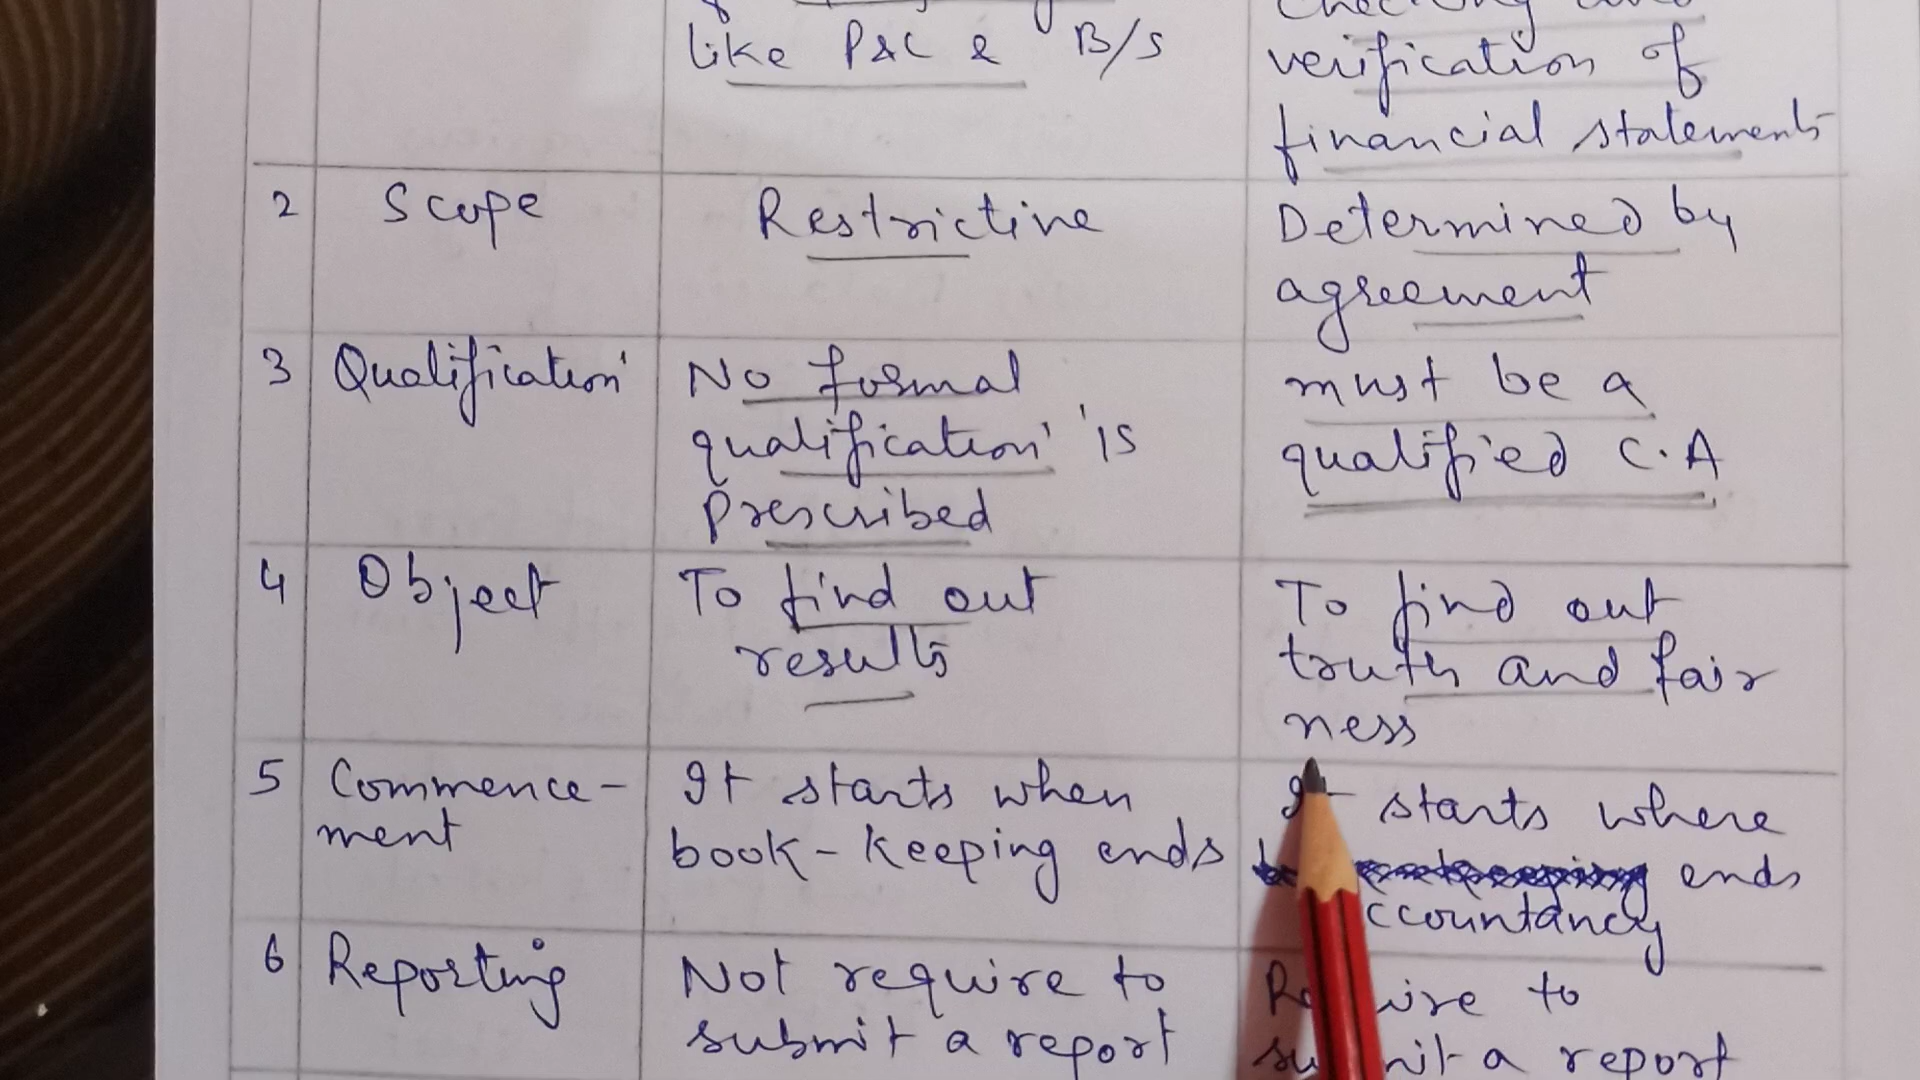 like P&L & B/S
verification of
financial statements
2 Scope Restrictive Determined by
agreement
3 Qualification No formal must be a
qualification is qualified C.A
prescribed
4 Object To find out To find out
results truth and fair
ness
5 Commence- It starts when It starts where
ment book-keeping ends ends
ccountancy
6 Reporting Not require to to
submit a report a report